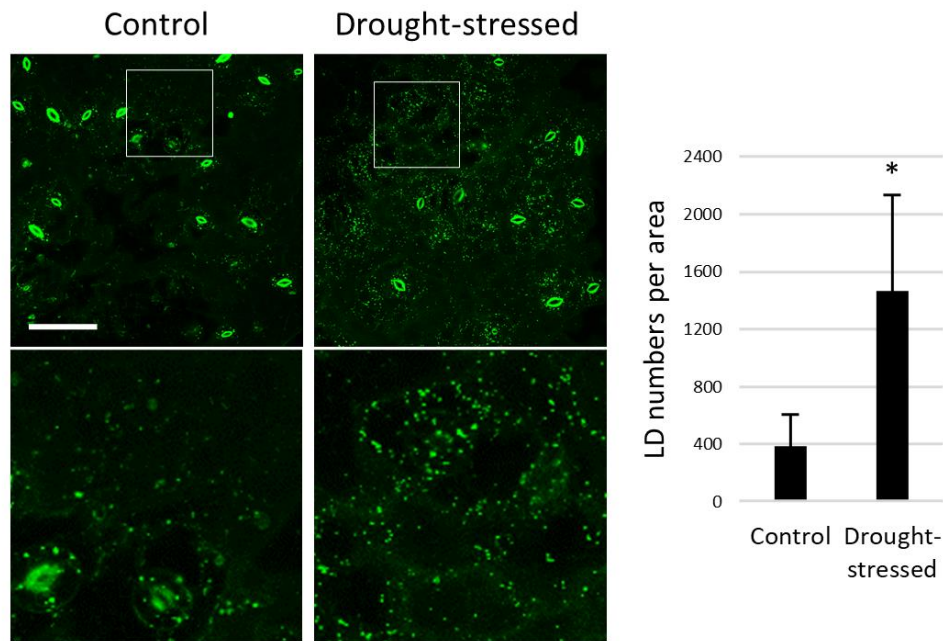 Control
Drought-stressed
LD numbers per area
2400
2000
1600
1200
800
400
0
*
Control
Drought-
stressed